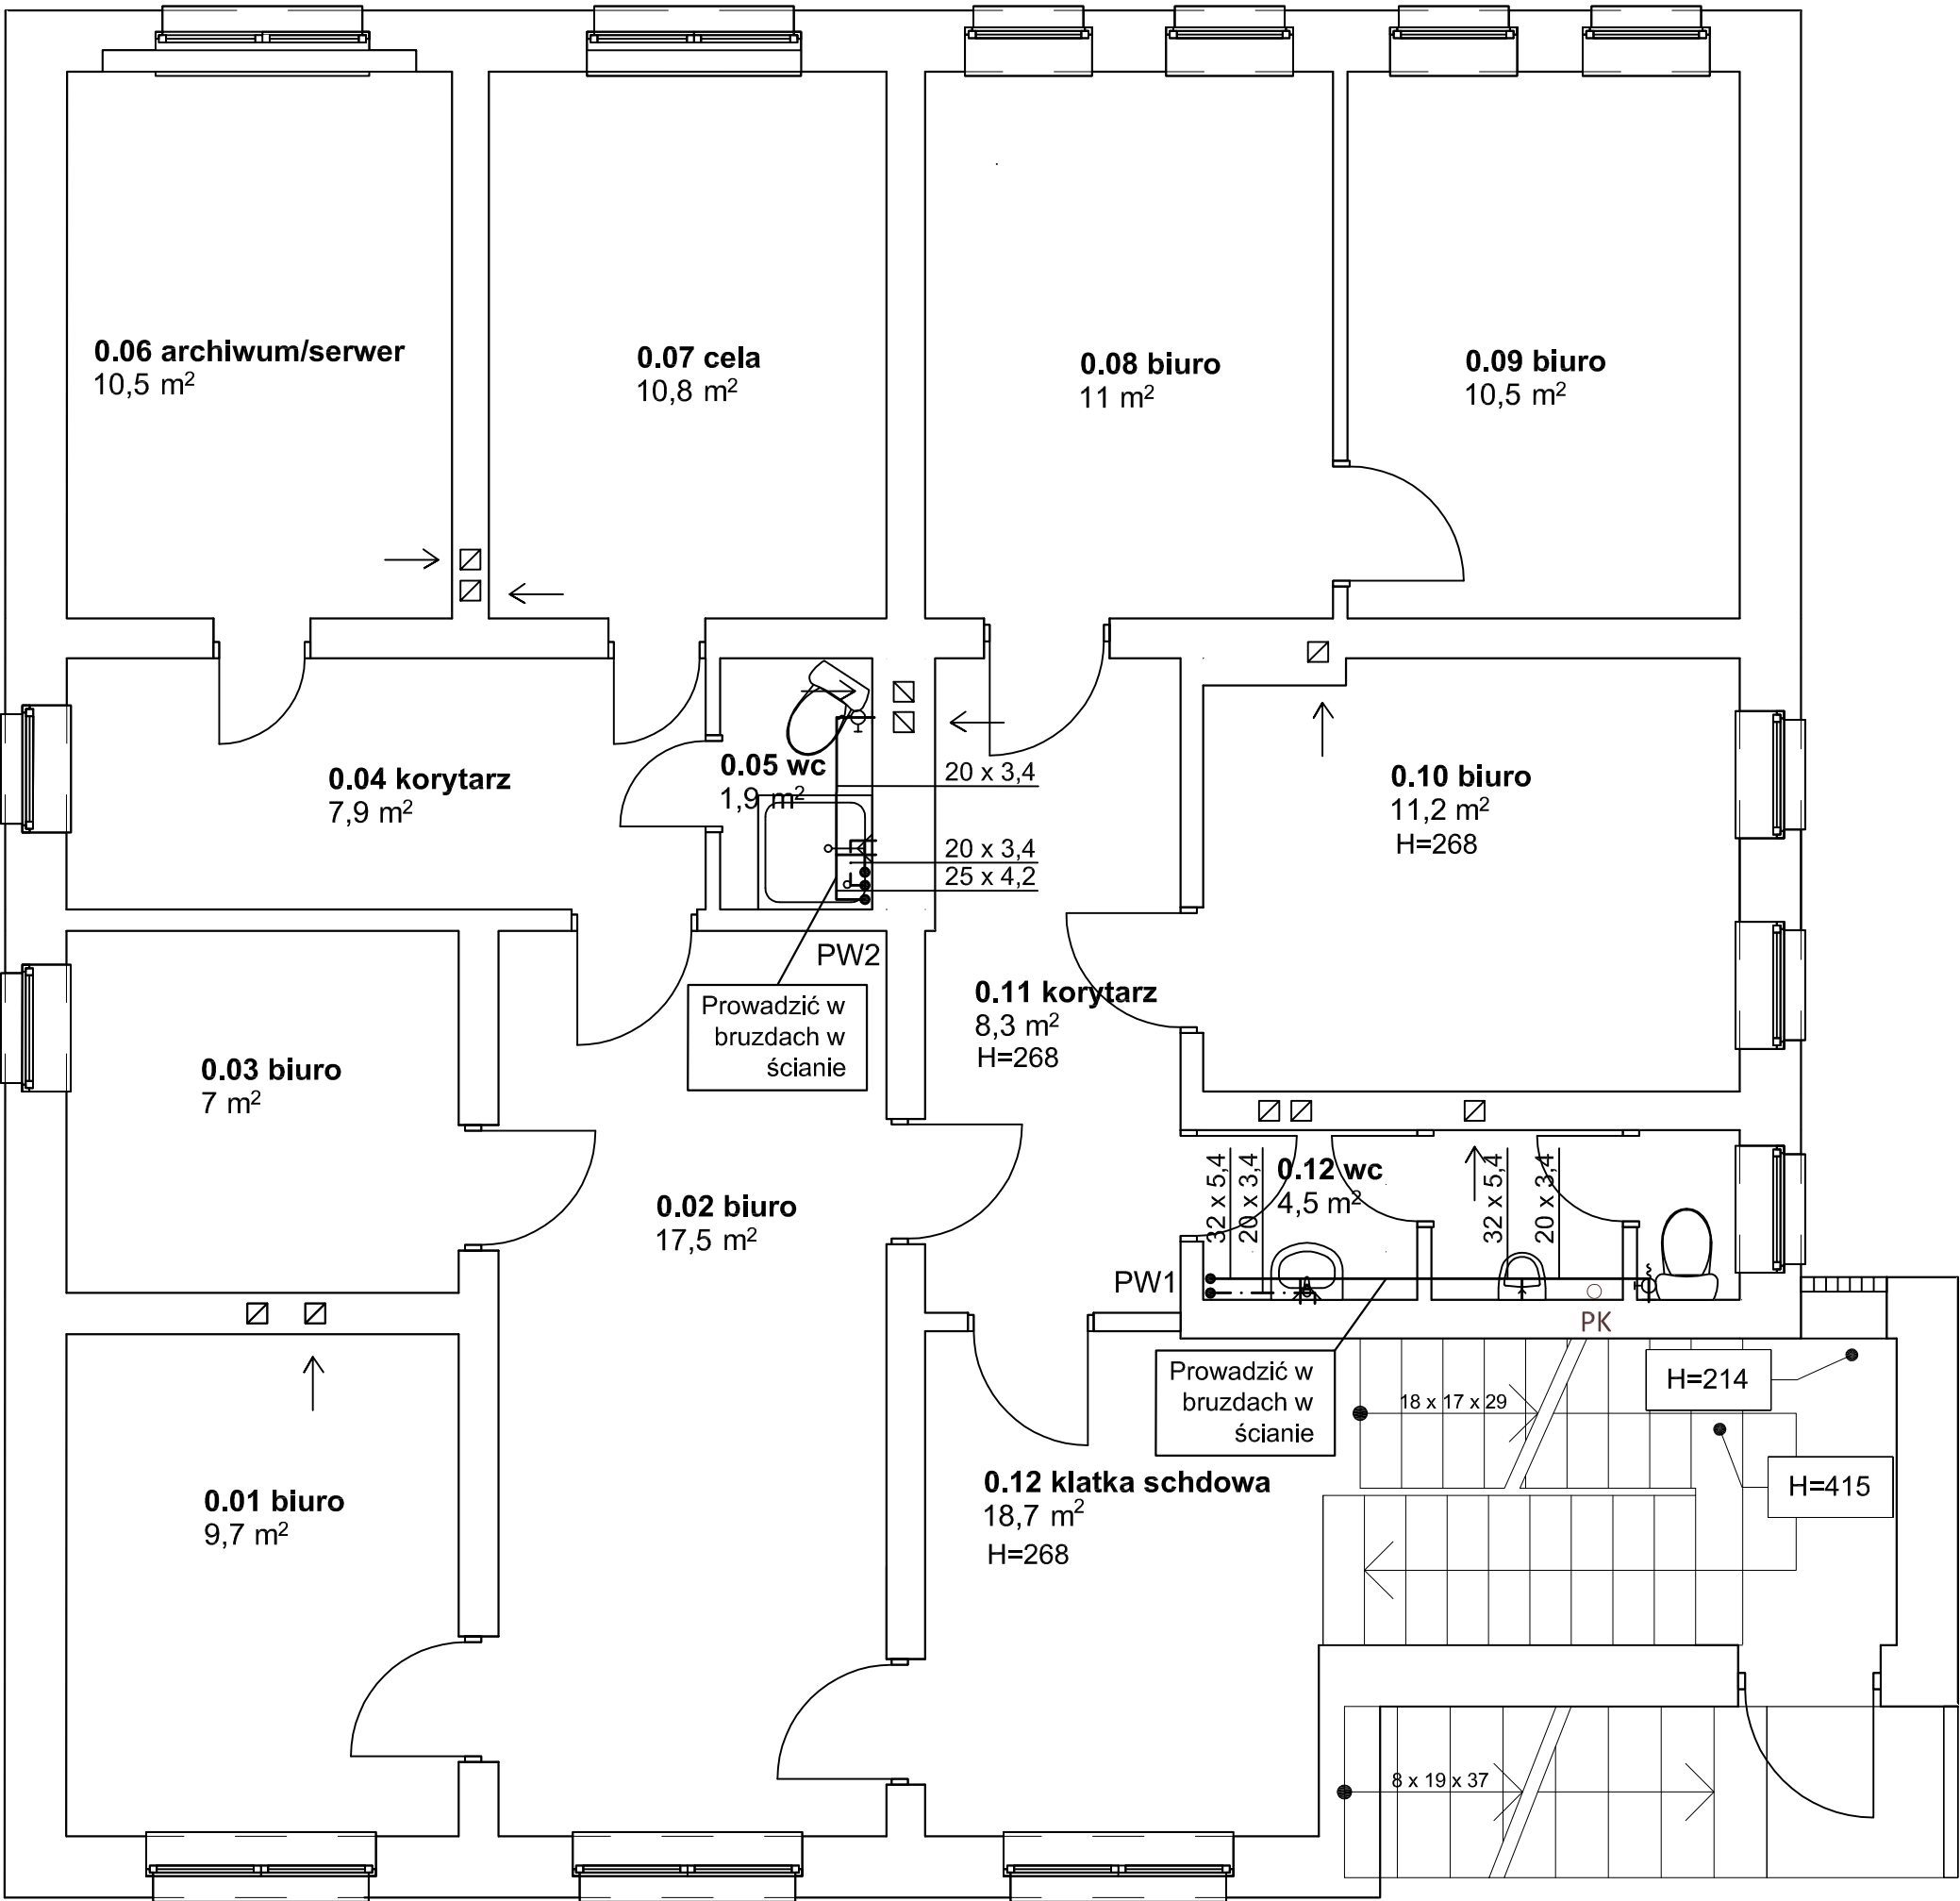 0.06 archiwum/serwer
10,5 m²
0.07 cela
10,8 m²
0.08 biuro
11 m²
0.09 biuro
10,5 m²
0.04 korytarz
7,9 m²
0.05 wc
1,9 m²
20 x 3,4
20 x 3,4
25 x 4,2
0.10 biuro
11,2 m²
H=268
PW2
Prowadzić w
bruzdach w
ścianie
0.11 korytarz
8,3 m²
H=268
0.03 biuro
7 m²
0.02 biuro
17,5 m²
32 x 5,4
20 x 3,4
0.12 wc
4,5 m²
32 x 5,4
20 x 3,4
PW1
PK
Prowadzić w
bruzdach w
ścianie
18 x 17 x 29
H=214
H=415
0.12 klatka schdowa
18,7 m²
H=268
0.01 biuro
9,7 m²
8 x 19 x 37